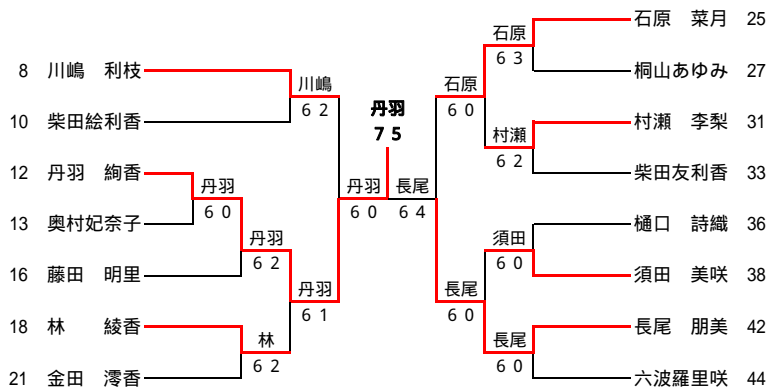 石原　菜月 25
石原
6 3
8 川嶋　利枝
桐山あゆみ 27
川嶋
6 2
石原
6 0
丹羽
7 5
10 柴田絵利香
村瀬　李梨 31
村瀬
6 2
12 丹羽　絢香
柴田友利香 33
丹羽
6 0
丹羽
6 0
長尾
6 4
13 奥村妃奈子
樋口　詩織 36
丹羽
6 2
須田
6 0
16 藤田　明里
須田　美咲 38
丹羽
6 1
長尾
6 0
18 林　　綾香
長尾　朋美 42
林
6 2
長尾
6 0
21 金田　澪香
六波羅里咲 44